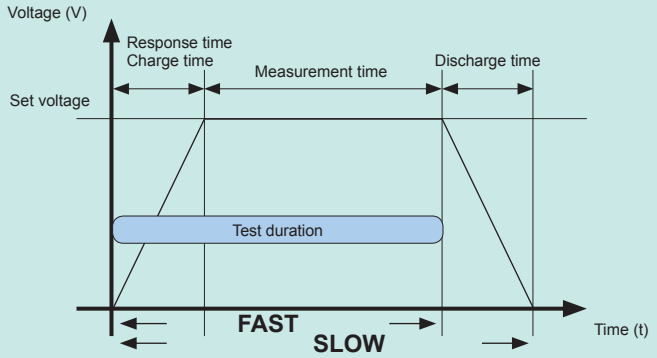 Voltage (V)
Response time
Charge time
Measurement time
Discharge time
Set voltage
Test duration
FAST
SLOW
Time (t)